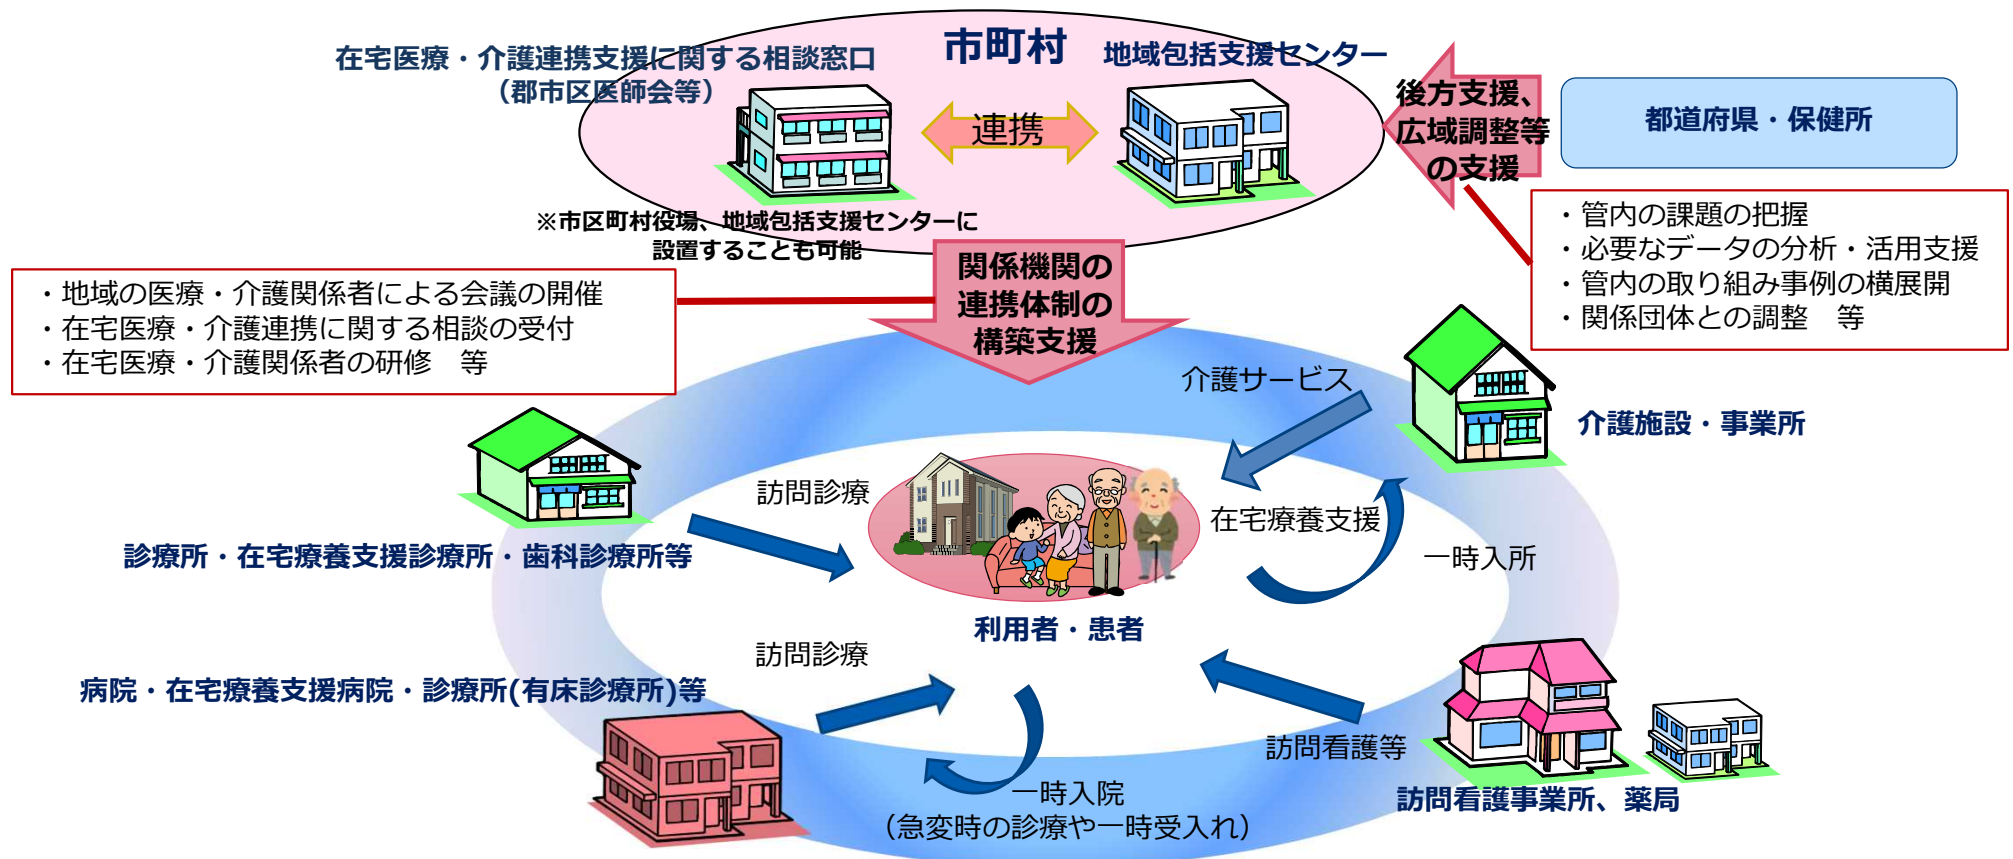 市町村
在宅医療・介護連携支援に関する相談窓口
（郡市区医師会等）
地域包括支援センター
連携
※市区町村役場、地域包括支援センターに
設置することも可能
後方支援、
広域調整等
の支援
都道府県・保健所
・管内の課題の把握
・必要なデータの分析・活用支援
・管内の取り組み事例の横展開
・関係団体との調整　等
関係機関の
連携体制の
構築支援
・地域の医療・介護関係者による会議の開催
・在宅医療・介護連携に関する相談の受付
・在宅医療・介護関係者の研修　等
介護サービス
介護施設・事業所
訪問診療
在宅療養支援
一時入所
診療所・在宅療養支援診療所・歯科診療所等
利用者・患者
訪問診療
病院・在宅療養支援病院・診療所(有床診療所)等
訪問看護等
一時入院
（急変時の診療や一時受入れ）
訪問看護事業所、薬局